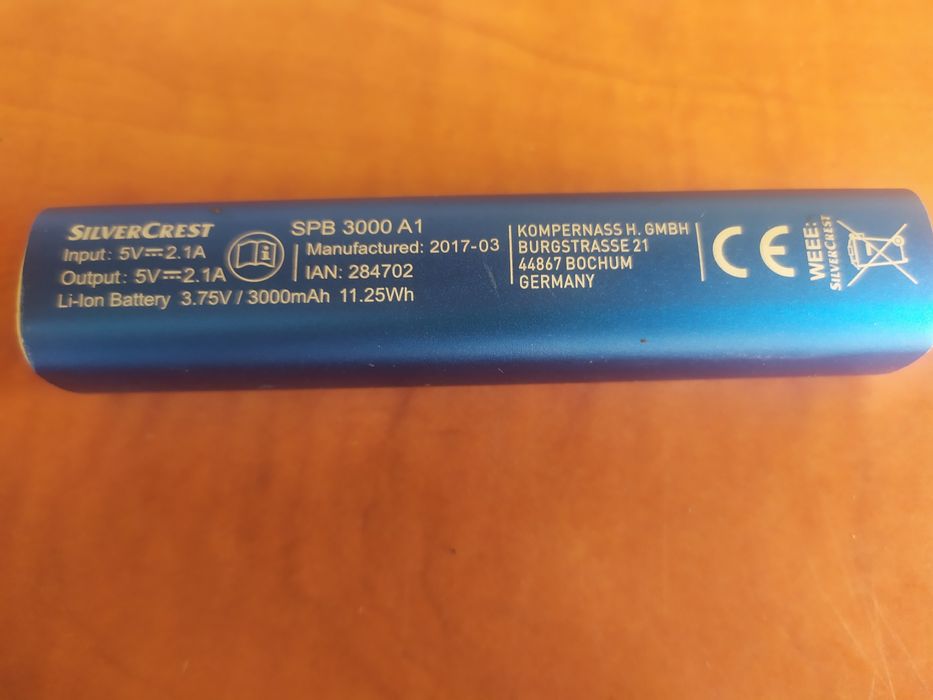 SILVERCREST
Input: 5V⎓2.1A
Output: 5V⎓2.1A
Li-Ion Battery 3.75V / 3000mAh 11.25Wh
SPB 3000 A1
Manufactured: 2017-03
IAN: 284702
KOMPERNASS H. GMBH
BURGSTRASSE 21
44867 BOCHUM
GERMANY
CE
WEEE:
SILVERCREST